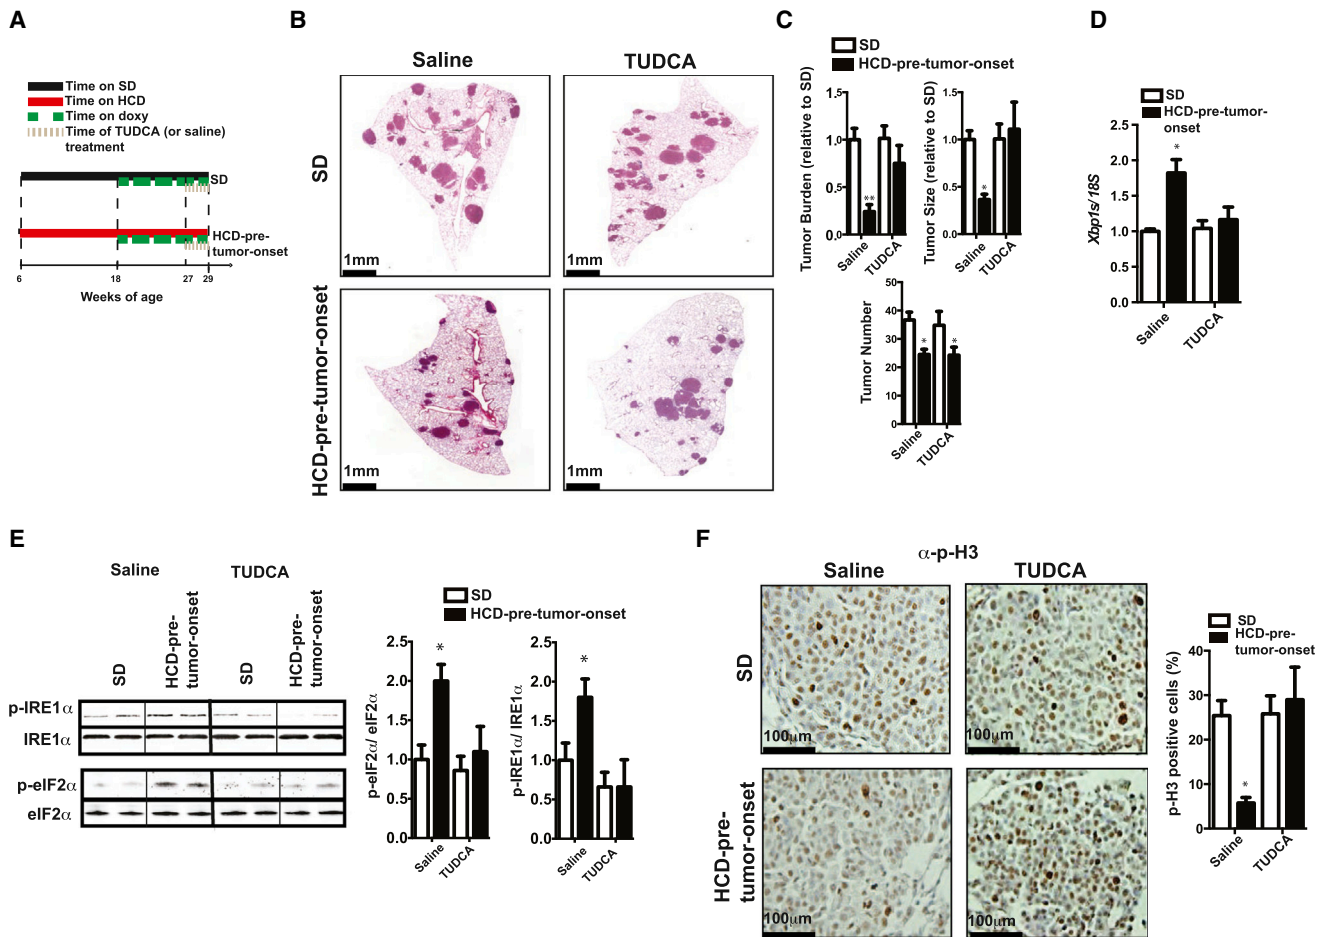 A
Time on SD
Time on HCD
Time on doxy
Time of TUDCA (or saline)
treatment
SD
HCD-pre-
tumor-onset
6 18 27 29
Weeks of age
B
Saline TUDCA
SD
1mm 1mm
HCD-pre-tumor-onset
1mm 1mm
C
SD
HCD-pre-tumor-onset
Tumor Burden (relative to SD)
1.5
1.0
0.5
0.0
**
Saline TUDCA
Tumor Size (relative to SD)
1.5
1.0
0.5
0.0
*
Saline TUDCA
Tumor Number
50
40
30
20
10
0
* *
Saline TUDCA
D
SD
HCD-pre-tumor-
onset
Xbp1s/18S
2.5
2.0
1.5
1.0
0.5
0.0
*
Saline TUDCA
E
Saline TUDCA
SD
HCD-pre-
tumor-onset
SD
HCD-pre-
tumor-onset
p-IRE1α
IRE1α
p-eIF2α
eIF2α
SD
HCD-pre-tumor-onset
p-eIF2α/ eIF2α
2.5
2.0
1.5
1.0
0.5
0.0
*
Saline TUDCA
p-IRE1α/ IRE1α
2.5
2.0
1.5
1.0
0.5
0.0
*
Saline TUDCA
F
α-p-H3
Saline TUDCA
SD
100μm 100μm
HCD-pre-
tumor-onset
100μm 100μm
SD
HCD-pre-
tumor-onset
p-H3 positive cells (%)
40
30
20
10
0
*
Saline TUDCA